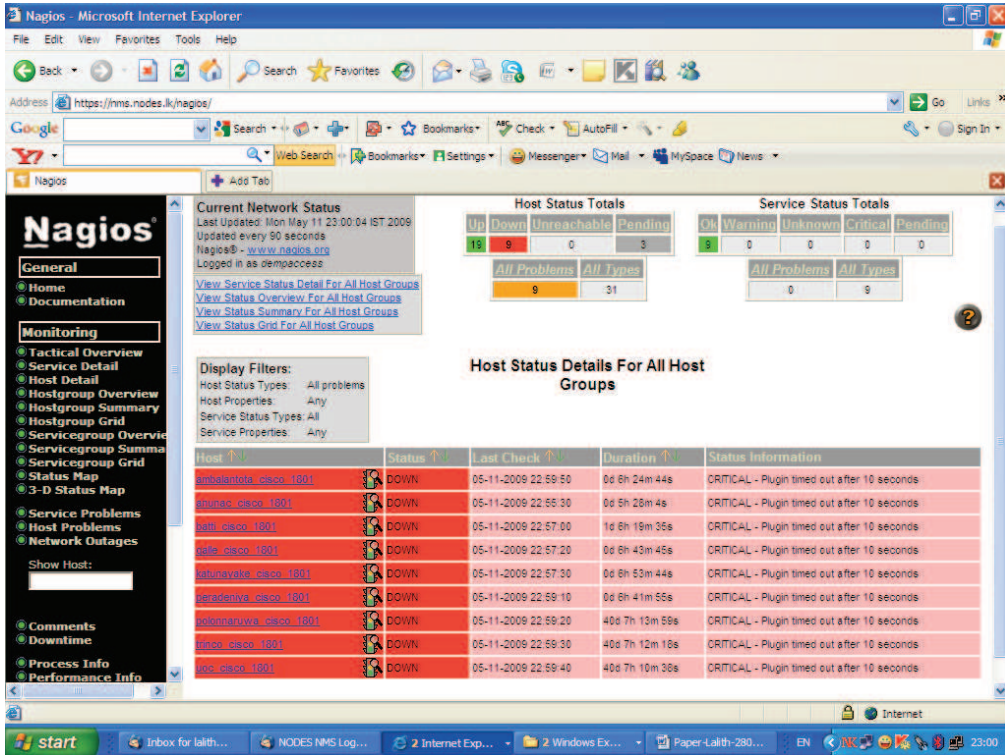 Nagios - Microsoft Internet Explorer
File Edit View Favorites Tools Help
Back Search Favorites
Address https://nms.nodes.lk/nagios/ Go Links »
Google Search Bookmarks Check AutoFill Sign In
Y7 Web Search Bookmarks Settings Messenger Mail MySpace News
Nagios Add Tab
Nagios®
General
Home
Documentation
Monitoring
Tactical Overview
Service Detail
Host Detail
Hostgroup Overview
Hostgroup Summary
Hostgroup Grid
Servicegroup Overvie
Servicegroup Summa
Servicegroup Grid
Status Map
3-D Status Map
Service Problems
Host Problems
Network Outages
Show Host:
Comments
Downtime
Process Info
Performance Info
Current Network Status
Last Updated: Mon May 11 23:00:04 IST 2009
Updated every 90 seconds
Nagios® - www.nagios.org
Logged in as dempaccess
View Service Status Detail For All Host Groups
View Status Overview For All Host Groups
View Status Summary For All Host Groups
View Status Grid For All Host Groups
Host Status Totals
Up Down Unreachable Pending
19 9 0 3
All Problems All Types
9 31
Service Status Totals
Ok Warning Unknown Critical Pending
9 0 0 0 0
All Problems All Types
0 9
?
Display Filters:
Host Status Types: All problems
Host Properties: Any
Service Status Types: All
Service Properties: Any
Host Status Details For All Host
Groups
Host Status Last Check Duration Status Information
ambalantota_cisco_1801 DOWN 05-11-2009 22:59:50 0d 6h 24m 44s CRITICAL - Plugin timed out after 10 seconds
ahunac_cisco_1801 DOWN 05-11-2009 22:55:30 0d 5h 28m 4s CRITICAL - Plugin timed out after 10 seconds
batti_cisco_1801 DOWN 05-11-2009 22:57:00 1d 6h 19m 35s CRITICAL - Plugin timed out after 10 seconds
galle_cisco_1801 DOWN 05-11-2009 22:57:20 0d 6h 43m 45s CRITICAL - Plugin timed out after 10 seconds
katunayake_cisco_1801 DOWN 05-11-2009 22:57:30 0d 6h 53m 44s CRITICAL - Plugin timed out after 10 seconds
peradeniya_cisco_1801 DOWN 05-11-2009 22:59:10 0d 6h 41m 55s CRITICAL - Plugin timed out after 10 seconds
polonnaruwa_cisco_1801 DOWN 05-11-2009 22:59:20 40d 7h 13m 59s CRITICAL - Plugin timed out after 10 seconds
trinco_cisco_1801 DOWN 05-11-2009 22:59:30 40d 7h 12m 18s CRITICAL - Plugin timed out after 10 seconds
uoc_cisco_1801 DOWN 05-11-2009 22:59:40 40d 7h 10m 38s CRITICAL - Plugin timed out after 10 seconds
Internet
start Inbox for lalith... NODES NMS Log... 2 Internet Exp... 2 Windows Ex... Paper-Lalith-280... EN 23:00